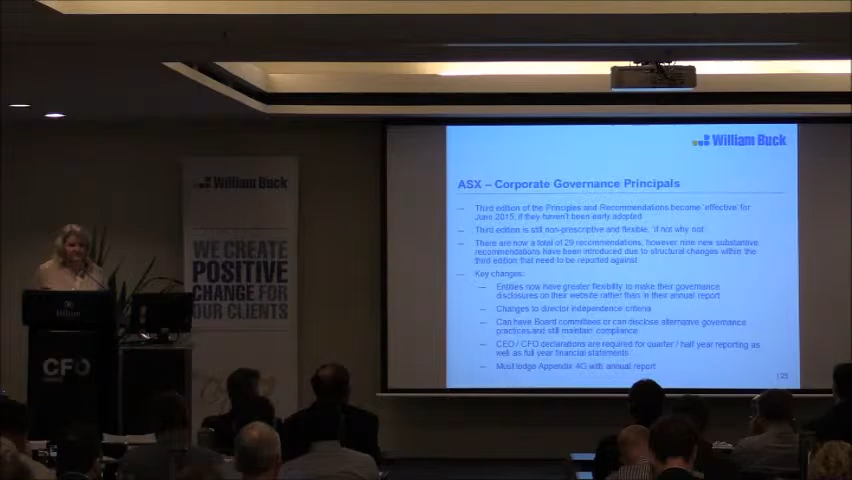 William Buck
ASX – Corporate Governance Principals
— Third edition of the Principles and Recommendations become 'effective' for
June 2015, if they haven't been early adopted
— Third edition is still non-prescriptive and flexible, 'if not why not'
— There are now a total of 29 recommendations, however nine new substantive
recommendations have been introduced due to structural changes within the
third edition that need to be reported against
— Key changes:
— Entities now have greater flexibility to make their governance
disclosures on their website rather than in their annual report
— Changes to director independence criteria
— Can have Board committees or can disclose alternative governance
practices and still maintain compliance
— CEO / CFO declarations are required for quarter / half year reporting as
well as full year financial statements
— Must lodge Appendix 4G with annual report
William Buck
WE CREATE
POSITIVE
CHANGE FOR
OUR CLIENTS
Hilton
CFO